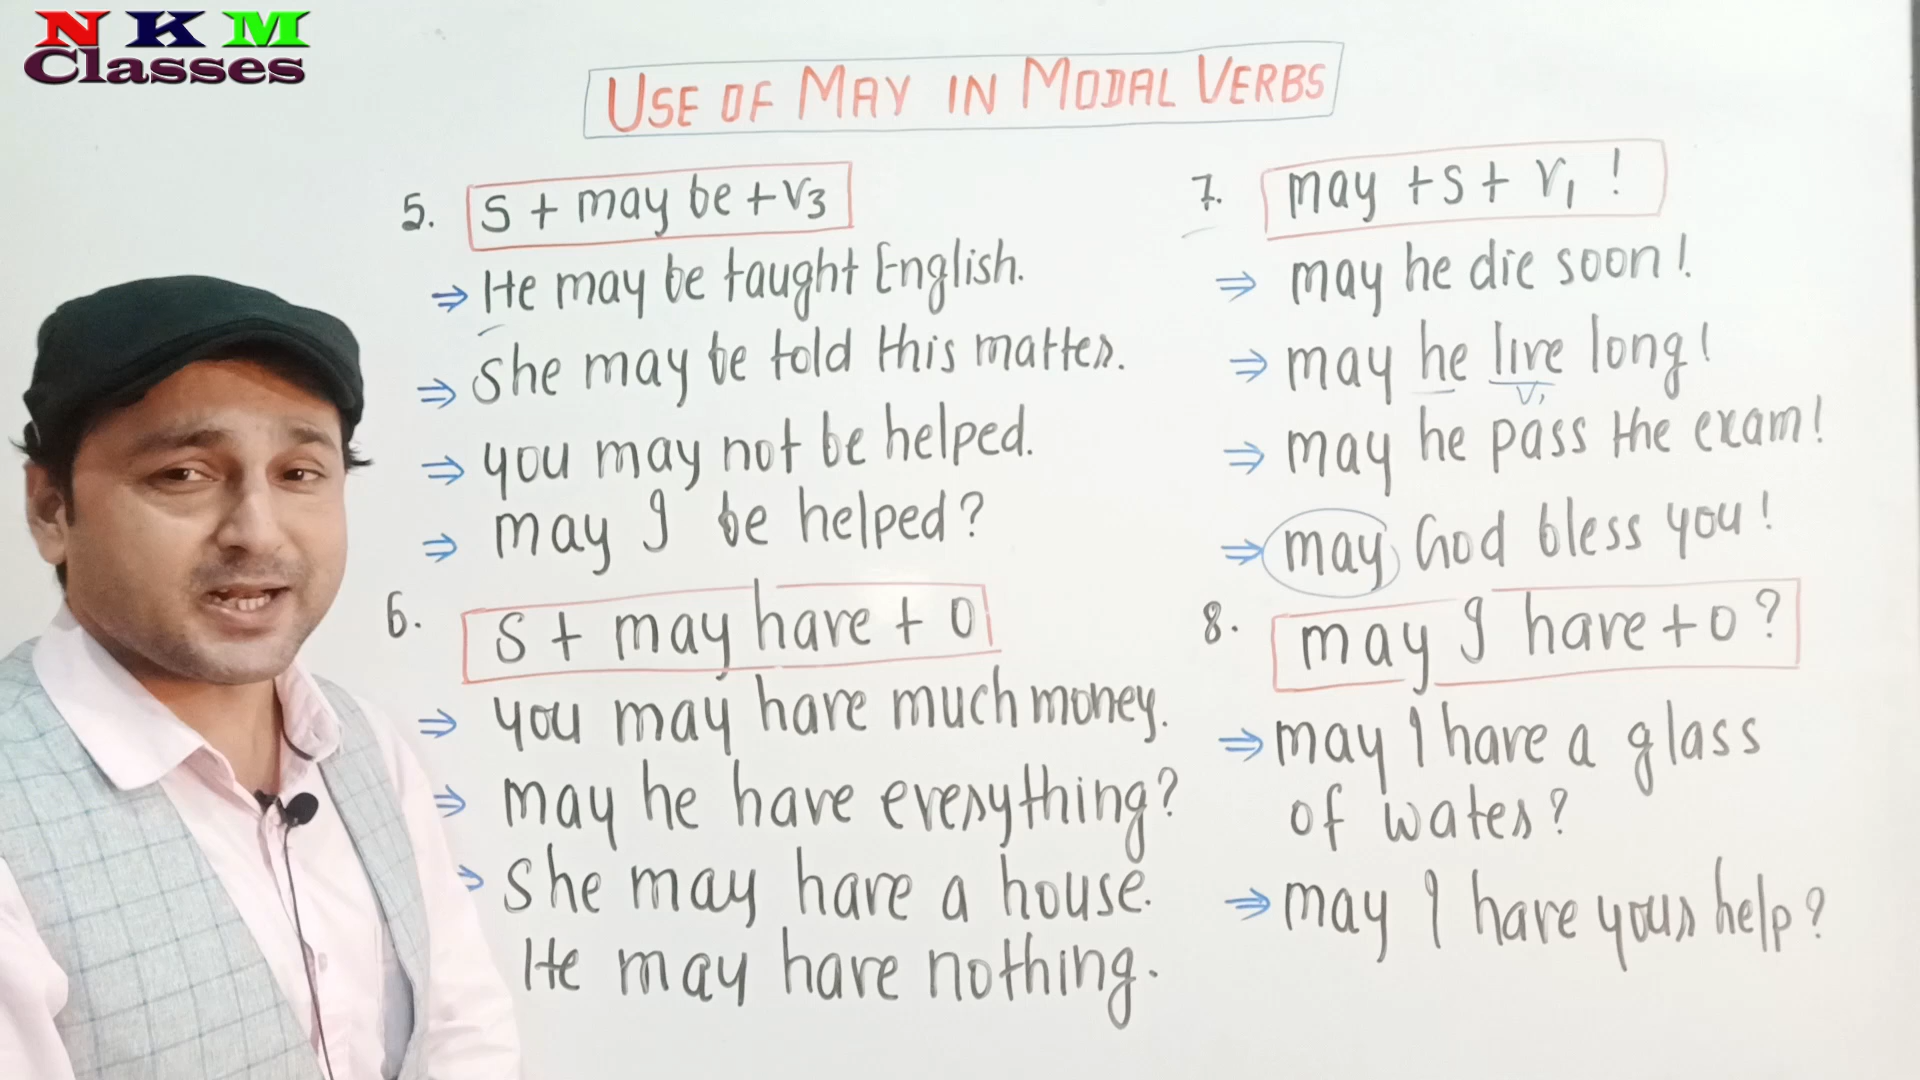 NKM
Classes
USE OF MAY IN MODAL VERBS
5. S + may be + V3
⇒ He may be taught English.
⇒ She may be told this matter.
⇒ you may not be helped.
⇒ may I be helped?
6. S + may have + O
⇒ you may have much money.
⇒ may he have everything?
⇒ She may have a house.
He may have nothing.
7. may + S + V1 !
⇒ may he die soon!
⇒ may he live long!
V1
⇒ may he pass the exam!
⇒ may God bless you!
8. may I have + O ?
⇒ may I have a glass
of water?
⇒ may I have your help?